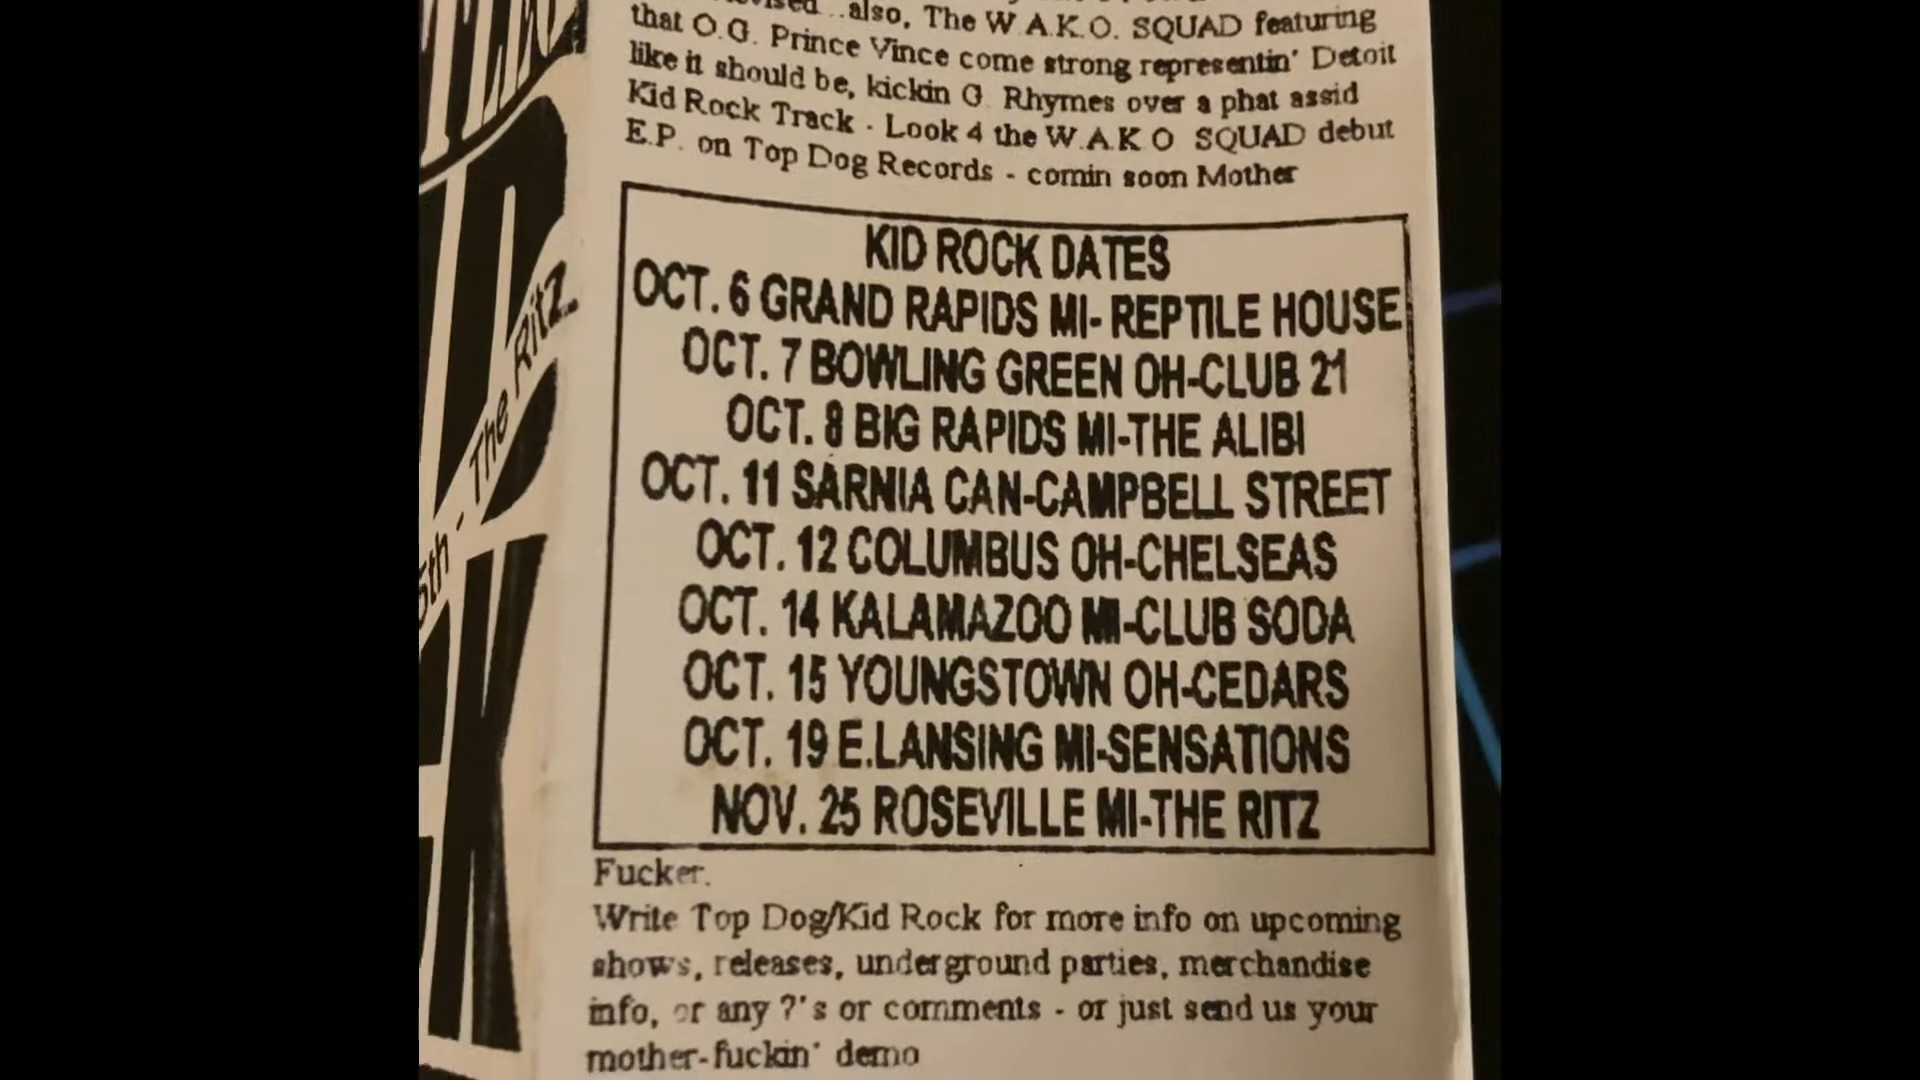 also, The W.A.K.O. SQUAD featuring
that O.G. Prince Vince come strong representin' Detoit
like it should be, kickin G. Rhymes over a phat assid
Kid Rock Track - Look 4 the W.A.K O SQUAD debut
E.P. on Top Dog Records - comin soon Mother
KID ROCK DATES
OCT. 6 GRAND RAPIDS MI- REPTILE HOUSE
OCT. 7 BOWLING GREEN OH-CLUB 21
OCT. 8 BIG RAPIDS MI-THE ALIBI
OCT. 11 SARNIA CAN-CAMPBELL STREET
OCT. 12 COLUMBUS OH-CHELSEAS
OCT. 14 KALAMAZOO MI-CLUB SODA
OCT. 15 YOUNGSTOWN OH-CEDARS
OCT. 19 E.LANSING MI-SENSATIONS
NOV. 25 ROSEVILLE MI-THE RITZ
Fucker.
Write Top Dog/Kid Rock for more info on upcoming
shows, releases, underground parties, merchandise
info, or any ?'s or comments - or just send us your
mother-fuckin' demo
5th - The Ritz